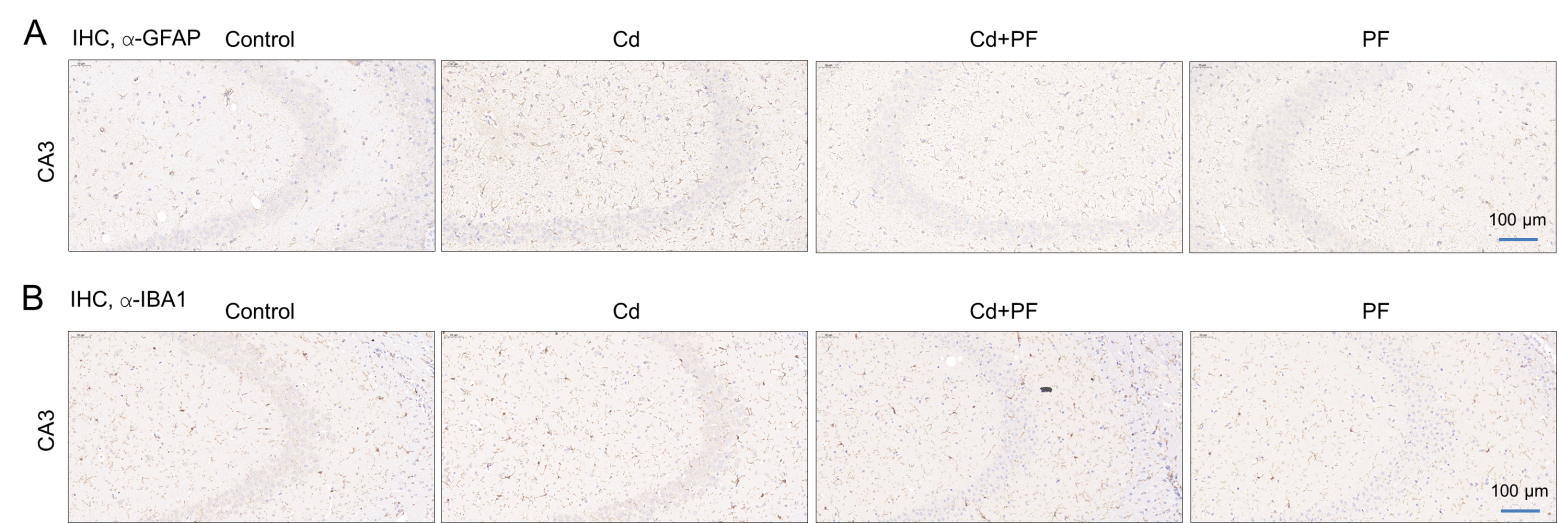 A
IHC, α-GFAP Control Cd Cd+PF PF
CA3
100 µm
B
IHC, α-IBA1 Control Cd Cd+PF PF
CA3
100 µm